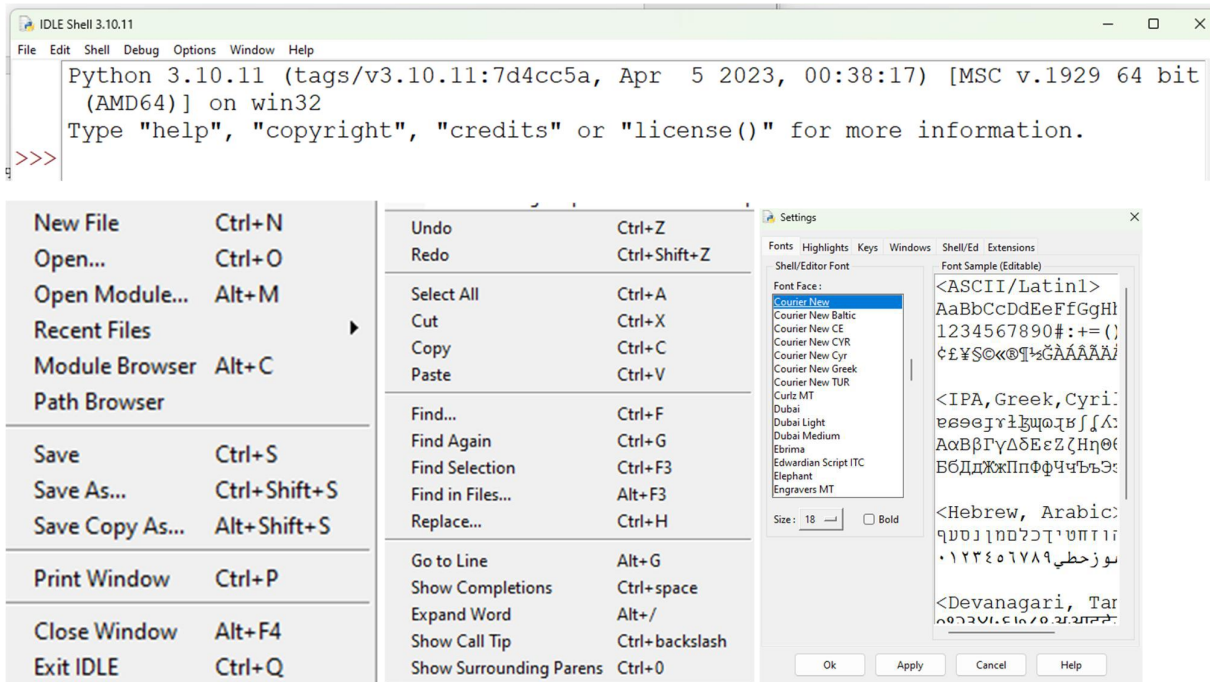 IDLE Shell 3.10.11
File Edit Shell Debug Options Window Help
Python 3.10.11 (tags/v3.10.11:7d4cc5a, Apr  5 2023, 00:38:17) [MSC v.1929 64 bit
(AMD64)] on win32
Type "help", "copyright", "credits" or "license()" for more information.
>>>
New File Ctrl+N
Open... Ctrl+O
Open Module... Alt+M
Recent Files
Module Browser Alt+C
Path Browser
Save Ctrl+S
Save As... Ctrl+Shift+S
Save Copy As... Alt+Shift+S
Print Window Ctrl+P
Close Window Alt+F4
Exit IDLE Ctrl+Q
Undo Ctrl+Z
Redo Ctrl+Shift+Z
Select All Ctrl+A
Cut Ctrl+X
Copy Ctrl+C
Paste Ctrl+V
Find... Ctrl+F
Find Again Ctrl+G
Find Selection Ctrl+F3
Find in Files... Alt+F3
Replace... Ctrl+H
Go to Line Alt+G
Show Completions Ctrl+space
Expand Word Alt+/
Show Call Tip Ctrl+backslash
Show Surrounding Parens Ctrl+0
Settings
Fonts Highlights Keys Windows Shell/Ed Extensions
Shell/Editor Font
Font Face :
Courier New
Courier New Baltic
Courier New CE
Courier New CYR
Courier New Cyr
Courier New Greek
Courier New TUR
Curlz MT
Dubai
Dubai Light
Dubai Medium
Ebrima
Edwardian Script ITC
Elephant
Engravers MT
Size : 18 Bold
Font Sample (Editable)
<ASCII/Latin1>
AaBbCcDdEeFfGgH
1234567890#:+=()
¢£¥§©«®¶½ĞÀÁÂÃÄÅ
<IPA,Greek,Cyril
ΑαΒβΓγΔδΕεΖζΗηΘθ
БбДдЖжПпФфЧчЪъЭэ
<Hebrew, Arabic>
٠١٢٣٤٥٦٧٨٩
<Devanagari, Tam
Ok Apply Cancel Help